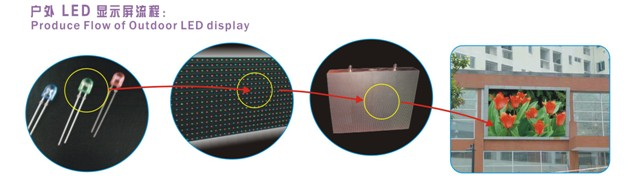 户外 LED 显示屏流程：
Produce Flow of Outdoor LED display